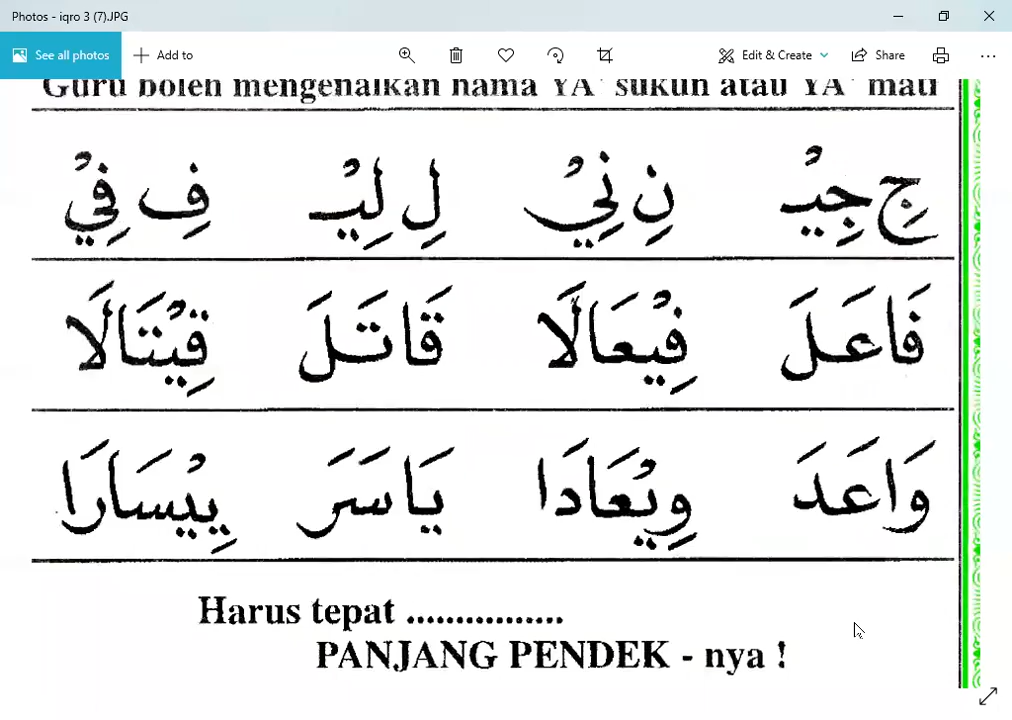 Photos - iqro 3 (7).JPG
See all photos Add to Edit & Create Share
Guru boleh mengenalkan nama YA' sukun atau YA' mati
جِ جِيْـ نِ نِيْ لِ لِيْـ فِ فِيْ
فَاعَلَ فِيْعَالَا قَاتَلَ قِيْتَالَا
وَاعَدَ وِيْعَادَا يَاسَرَ يِيْسَارَا
Harus tepat ................
PANJANG PENDEK - nya !